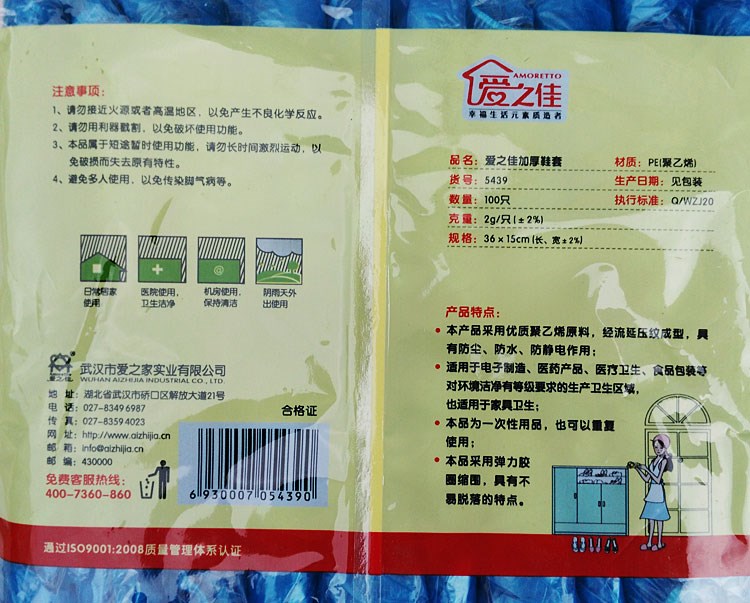 注意事项:
1、请勿接近火源或者高温地区，以免产生不良化学反应。
2、请勿用利器戳割，以免破坏使用功能。
3、本品属于短途暂时使用功能，请勿长时间激烈运动，以
免破损而失去原有特性。
4、避免多人使用，以免传染脚气病等。
日常居家
使用
医院使用，
卫生洁净
@
机房使用，
保持清洁
阴雨天外
出使用
爱之佳
武汉市爱之家实业有限公司
WUHAN AIZHIJIA INDUSTRIAL CO., LTD.
地 址: 湖北省武汉市硚口区解放大道21号
电 话: 027-8349 6987
传 真: 027-8359 4023
网 址: http://www.aizhijia.cn
邮 箱: info@aizhijia.cn
邮 编: 430000
免费客服热线:
400-7360-860
合格证
6 930007 054390
通过ISO9001:2008质量管理体系认证
AMORETTO
爱之佳
幸福生活元素质造者
品名: 爱之佳加厚鞋套
材质: PE(聚乙烯)
货号: 5439
生产日期: 见包装
数量: 100只
执行标准: Q/WZJ20
克重: 2g/只(±2%)
规格: 36×15cm(长、宽±2%)
产品特点:
• 本产品采用优质聚乙烯原料，经流延压纹成型，具
有防尘、防水、防静电作用;
• 适用于电子制造、医药产品、医疗卫生、食品包装等
对环境洁净有等级要求的生产卫生区域，
也适用于家具卫生;
• 本品为一次性用品，也可以重复
使用;
• 本品采用弹力胶
圈缩围，具有不
易脱落的特点。